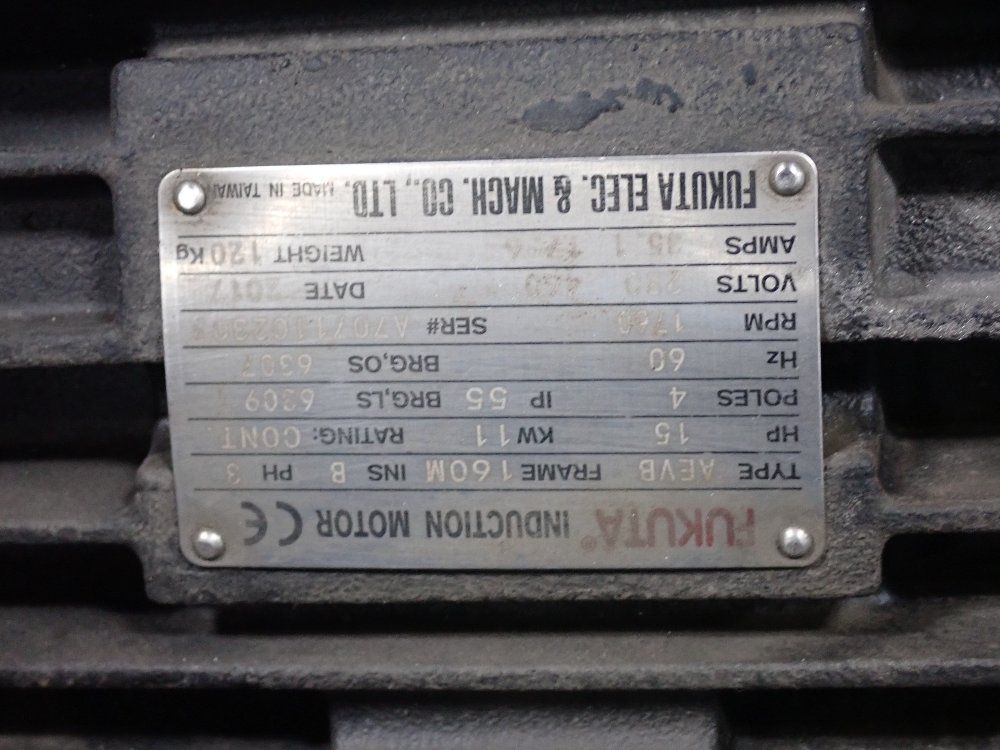 FUKUTA® INDUCTION MOTOR CE
TYPE AEVB FRAME 160M INS B PH 3
HP 15 KW 11 RATING: CONT.
POLES 4 IP 55 BRG,LS 6309
Hz 60 BRG,OS 6307
RPM 1760 SER#
VOLTS 440 DATE 2017
AMPS 35.1 WEIGHT 120 Kg
FUKUTA ELEC. & MACH. CO., LTD. MADE IN TAIWAN